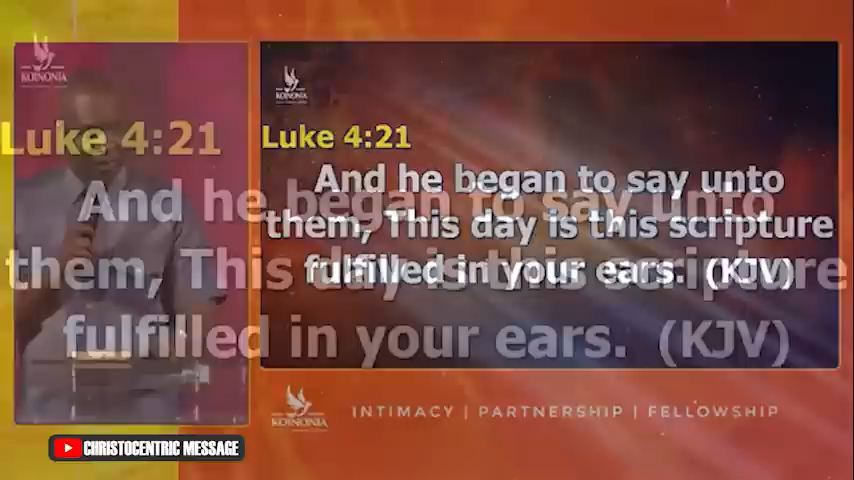 KOINONIA
KOINONIA
Luke 4:21
And he began to say unto
them, This day is this scripture
fulfilled in your ears. (KJV)
Luke 4:21
And he began to say unto
them, This day is this scripture
fulfilled in your ears. (KJV)
KOINONIA
INTIMACY | PARTNERSHIP | FELLOWSHIP
CHRISTOCENTRIC MESSAGE